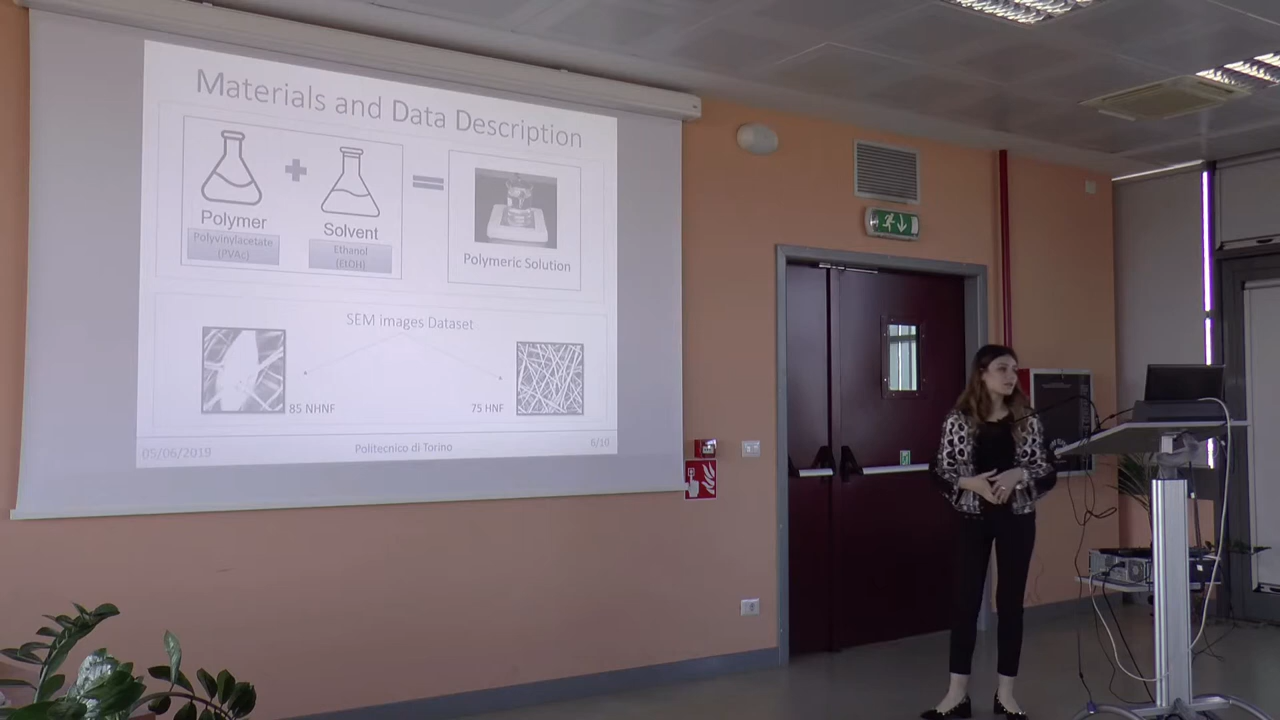 Materials and Data Description
Polymer
Polyvinylacetate
(PVAc)
Solvent
Ethanol
(EtOH)
Polymeric Solution
SEM images Dataset
85 NHNF
75 HNF
05/06/2019
Politecnico di Torino
6/10